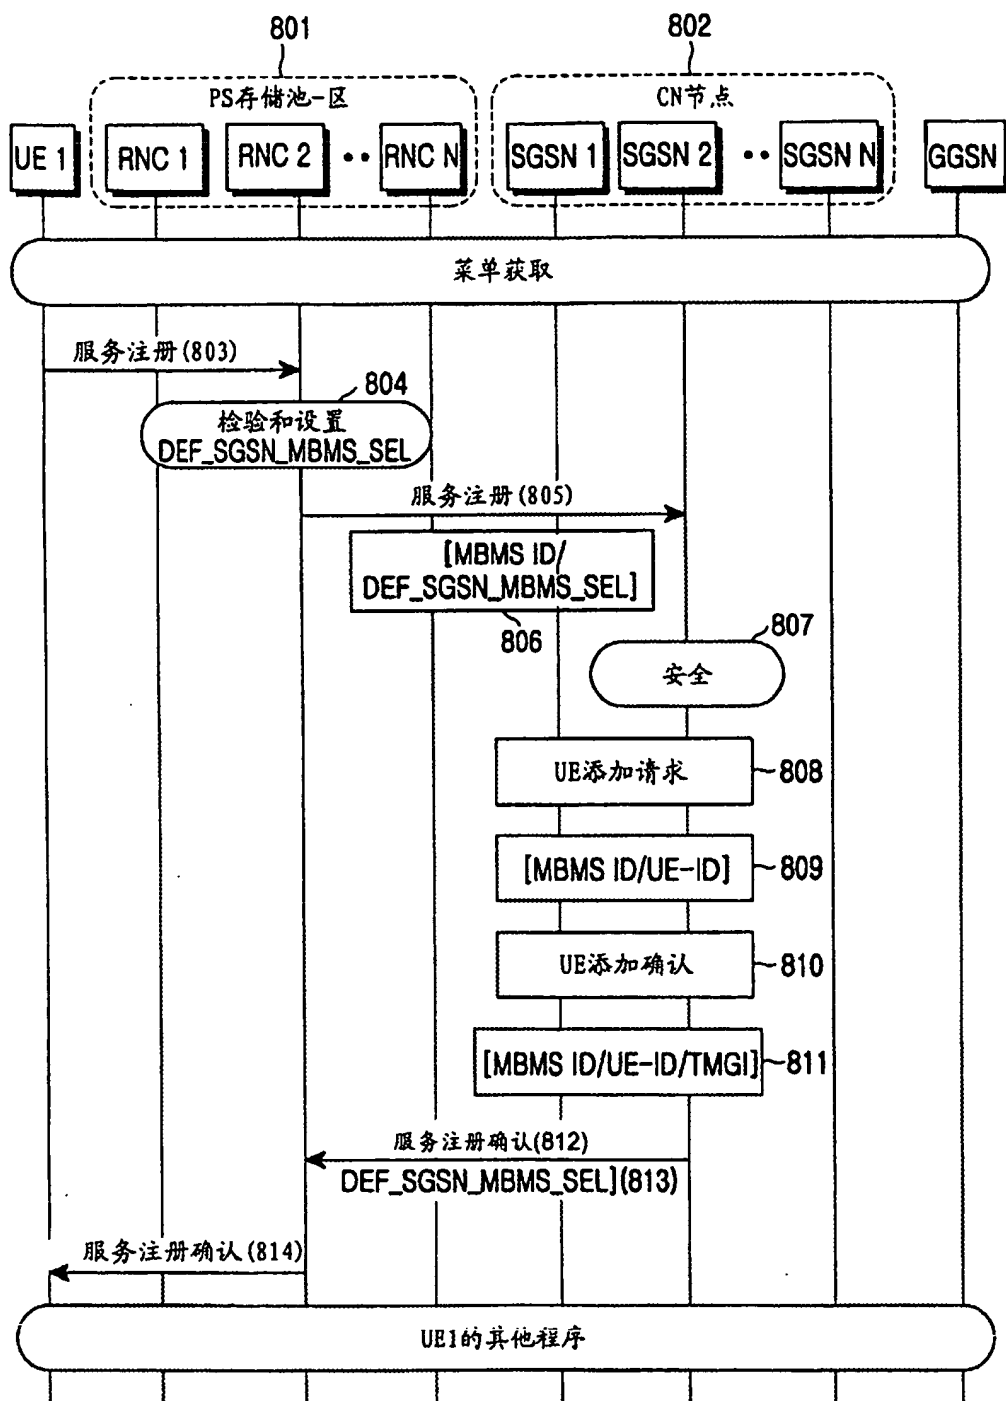 801
802
PS存储池-区
CN节点
UE 1
RNC 1
RNC 2
••
RNC N
SGSN 1
SGSN 2
••
SGSN N
GGSN
菜单获取
服务注册(803)
804
检验和设置
DEF_SGSN_MBMS_SEL
服务注册(805)
[MBMS ID/
DEF_SGSN_MBMS_SEL]
806
807
安全
UE添加请求
808
[MBMS ID/UE-ID]
809
UE添加确认
810
[MBMS ID/UE-ID/TMGI]
811
服务注册确认(812)
DEF_SGSN_MBMS_SEL](813)
服务注册确认(814)
UE1的其他程序